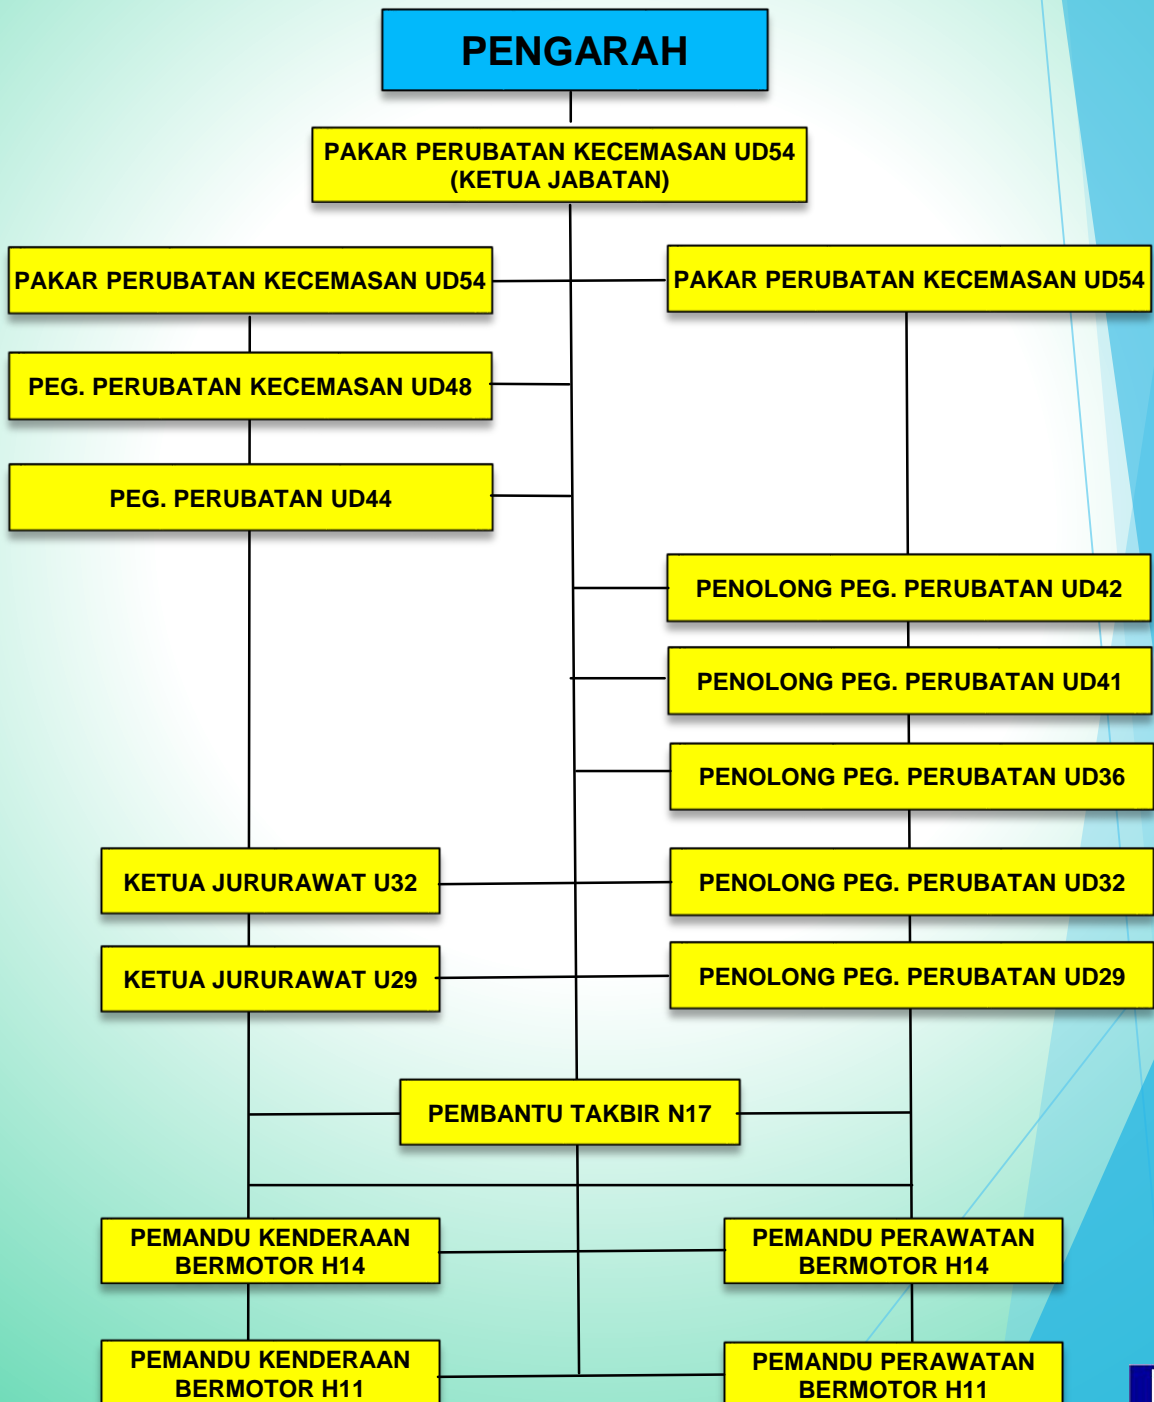 PENGARAH
PAKAR PERUBATAN KECEMASAN UD54
(KETUA JABATAN)
PAKAR PERUBATAN KECEMASAN UD54
PAKAR PERUBATAN KECEMASAN UD54
PEG. PERUBATAN KECEMASAN UD48
PEG. PERUBATAN UD44
PENOLONG PEG. PERUBATAN UD42
PENOLONG PEG. PERUBATAN UD41
PENOLONG PEG. PERUBATAN UD36
KETUA JURURAWAT U32
PENOLONG PEG. PERUBATAN UD32
KETUA JURURAWAT U29
PENOLONG PEG. PERUBATAN UD29
PEMBANTU TAKBIR N17
PEMANDU KENDERAAN
BERMOTOR H14
PEMANDU PERAWATAN
BERMOTOR H14
PEMANDU KENDERAAN
BERMOTOR H11
PEMANDU PERAWATAN
BERMOTOR H11